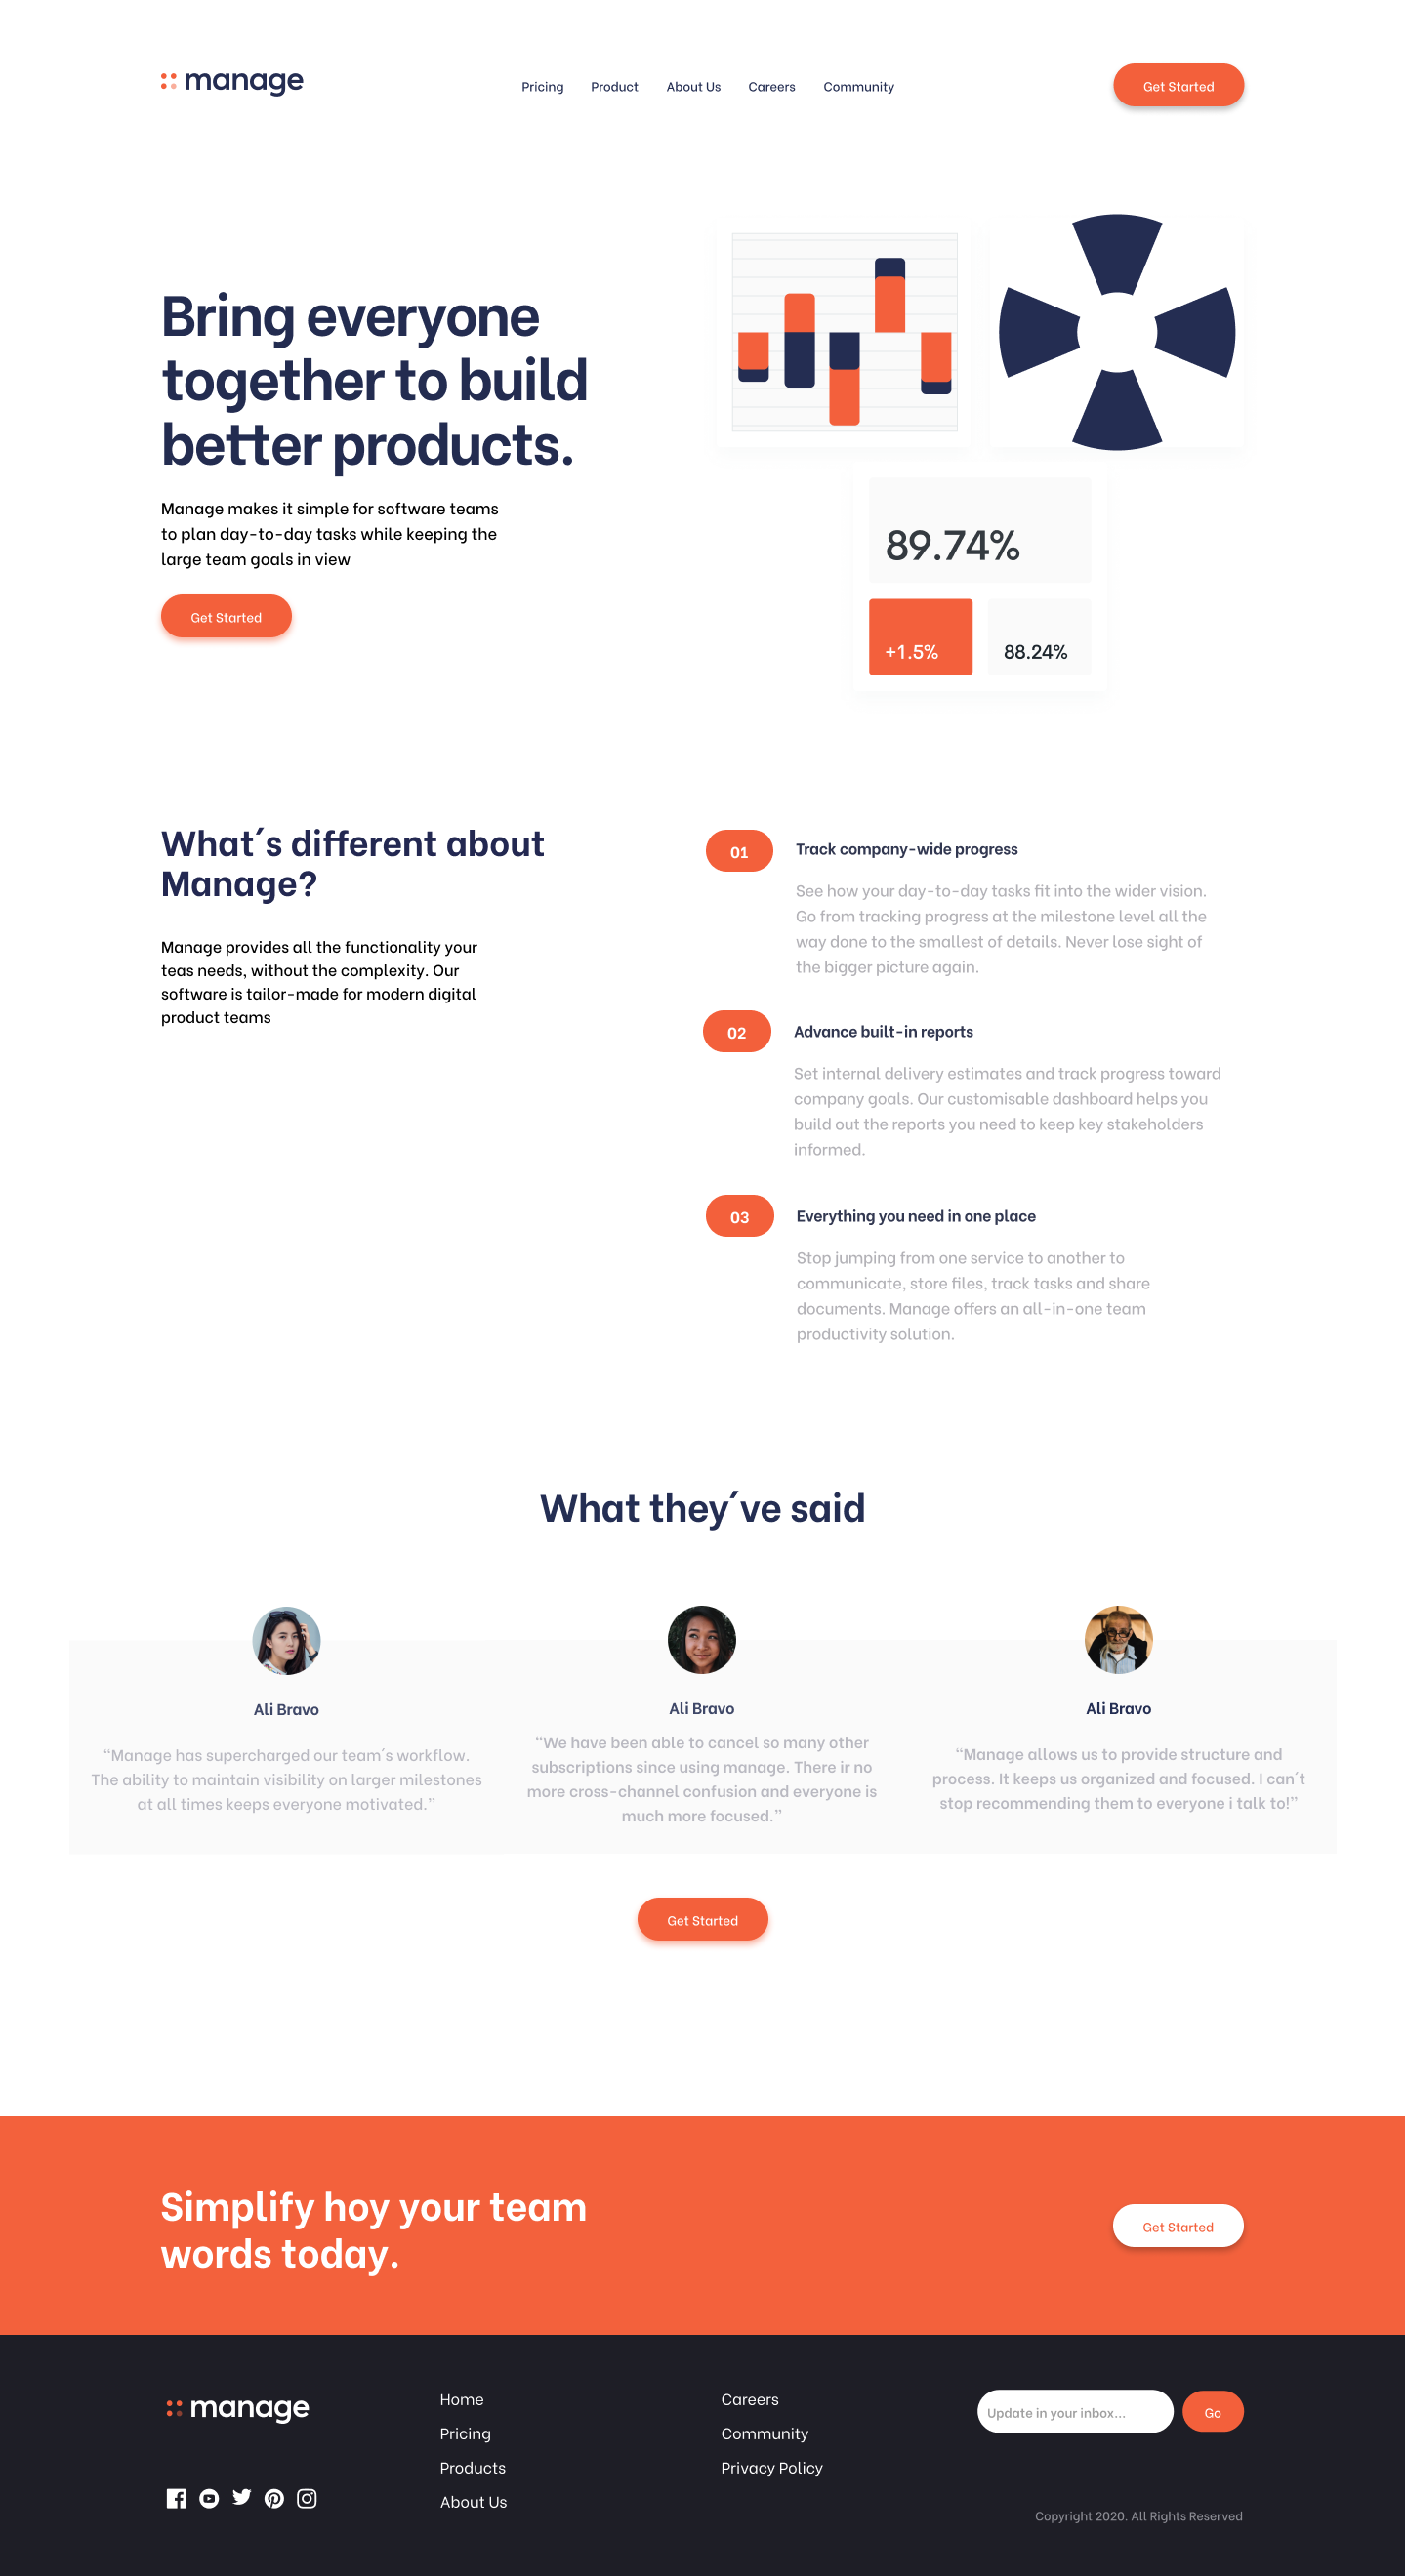 manage
Pricing
Product
About Us
Careers
Community
Get Started
Bring everyone
together to build
better products.
Manage makes it simple for software teams
to plan day-to-day tasks while keeping the
large team goals in view
Get Started
89.74%
+1.5%
88.24%
What´s different about
Manage?
Manage provides all the functionality your
teas needs, without the complexity. Our
software is tailor-made for modern digital
product teams
01
Track company-wide progress
See how your day-to-day tasks fit into the wider vision.
Go from tracking progress at the milestone level all the
way done to the smallest of details. Never lose sight of
the bigger picture again.
02
Advance built-in reports
Set internal delivery estimates and track progress toward
company goals. Our customisable dashboard helps you
build out the reports you need to keep key stakeholders
informed.
03
Everything you need in one place
Stop jumping from one service to another to
communicate, store files, track tasks and share
documents. Manage offers an all-in-one team
productivity solution.
What they´ve said
Ali Bravo
“Manage has supercharged our team´s workflow.
The ability to maintain visibility on larger milestones
at all times keeps everyone motivated.”
Ali Bravo
“We have been able to cancel so many other
subscriptions since using manage. There ir no
more cross-channel confusion and everyone is
much more focused.”
Ali Bravo
“Manage allows us to provide structure and
process. It keeps us organized and focused. I can´t
stop recommending them to everyone i talk to!”
Get Started
Simplify hoy your team
words today.
Get Started
manage
Home
Pricing
Products
About Us
Careers
Community
Privacy Policy
Update in your inbox...
Go
Copyright 2020. All Rights Reserved